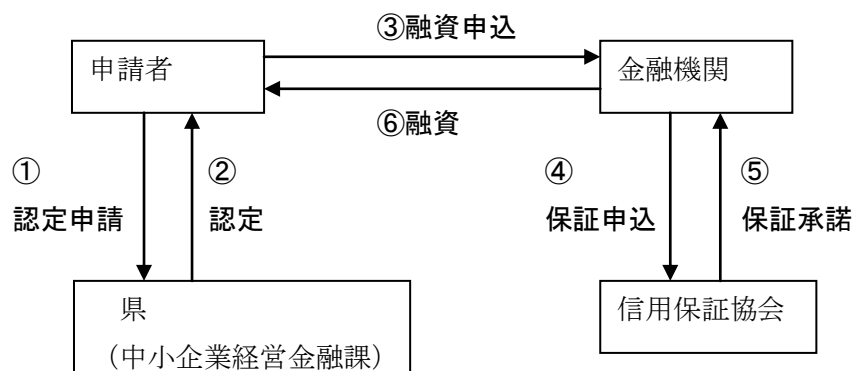 ③融資申込
申請者
金融機関
⑥融資
①
認定申請
②
認定
④
保証申込
⑤
保証承諾
県
(中小企業経営金融課)
信用保証協会